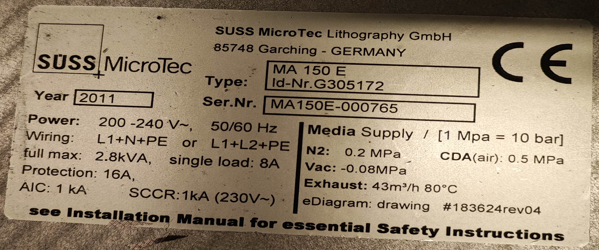 SUSS MicroTec Lithography GmbH
85748 Garching - GERMANY
SUSS MicroTec
Type: MA 150 E
Id-Nr.G305172
CE
Year 2011
Ser.Nr. MA150E-000765
Power: 200 -240 V~, 50/60 Hz
Wiring: L1+N+PE or L1+L2+PE
full max: 2.8kVA, single load: 8A
Protection: 16A,
AIC: 1 kA SCCR:1kA (230V~)
Media Supply / [1 Mpa = 10 bar]
N2: 0.2 MPa CDA(air): 0.5 MPa
Vac: -0.08MPa
Exhaust: 43m³/h 80°C
eDiagram: drawing #183624rev04
see Installation Manual for essential Safety Instructions